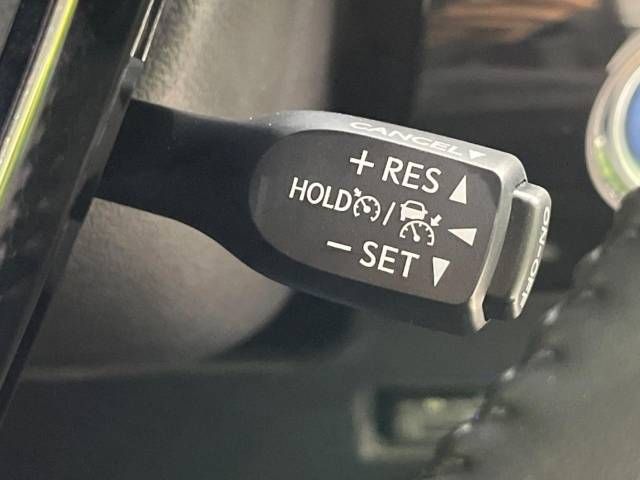 CANCEL▼
+ RES ▲
HOLD / ◀
− SET ▼
ON-OFF